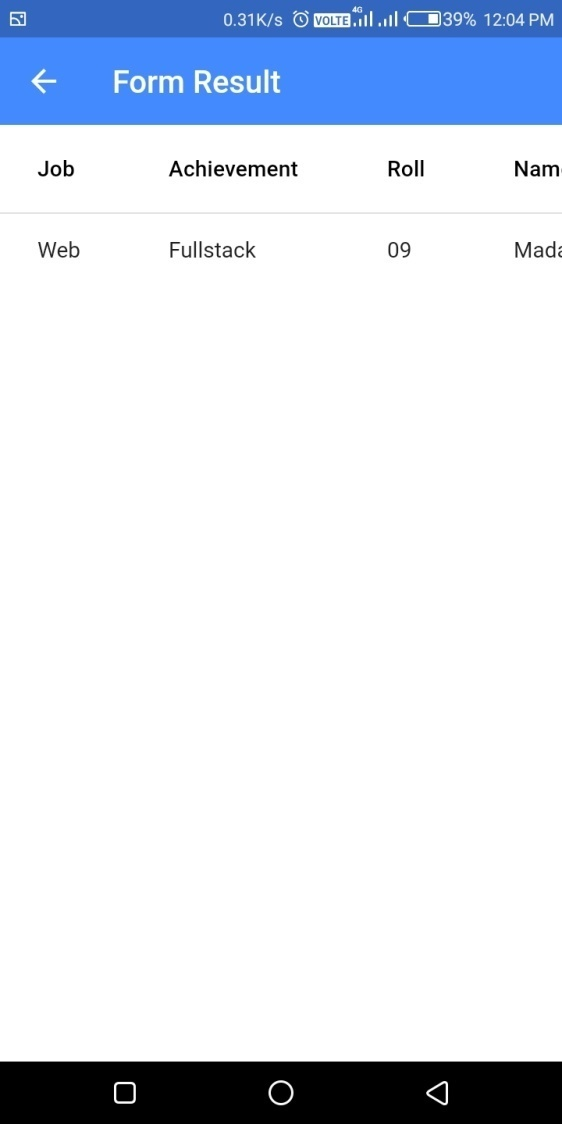 0.31K/s VOLTE 4G 39% 12:04 PM
Form Result
Job Achievement Roll
Web Fullstack 09